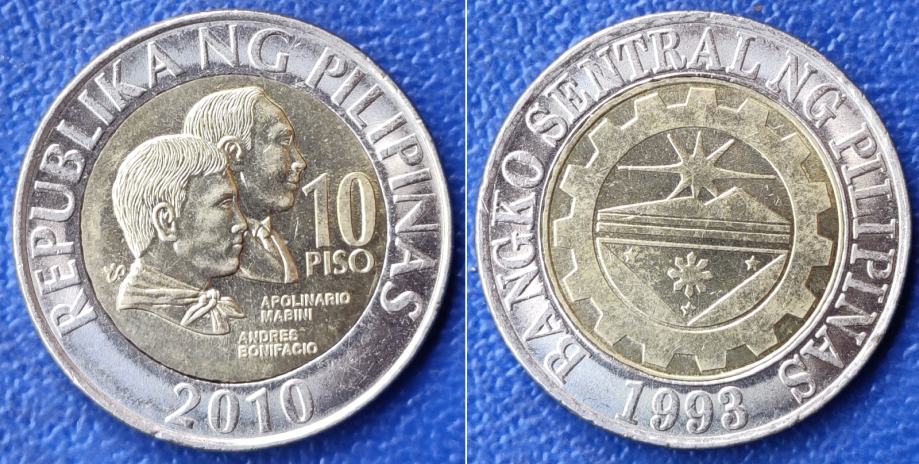 REPUBLIKA NG PILIPINAS
10
PISO
APOLINARIO
MABINI
ANDRES
BONIFACIO
2010
BANGKO SENTRAL NG PILIPINAS
1993